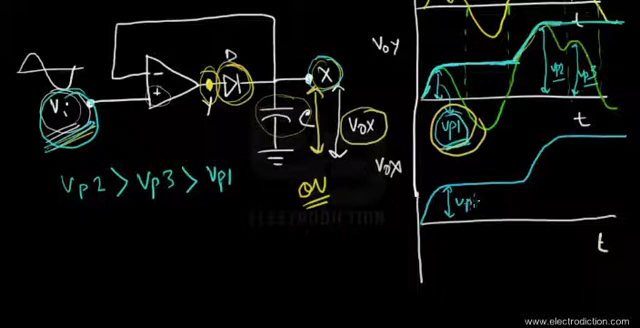 t
D
VoY
Vi
-
+
Y
X
C
Vox
Vox
VP2
VP3
VP1
t
Vp2 > Vp3 > Vp1
0V
ELECTRODICTION
VP1
t
www.electrodiction.com